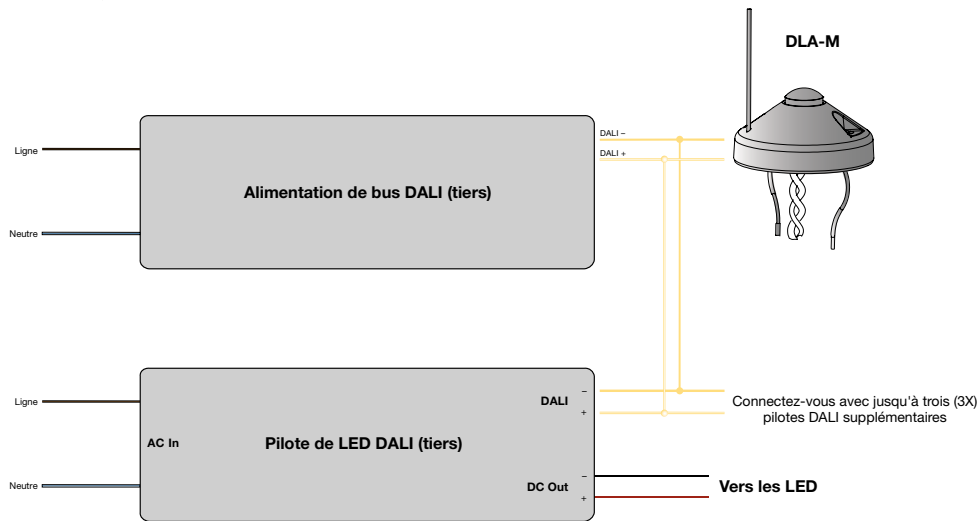 DLA-M
DALI –
DALI +
Ligne
Alimentation de bus DALI (tiers)
Neutre
Ligne
DALI
–
+
Connectez-vous avec jusqu'à trois (3X)
pilotes DALI supplémentaires
AC In
Pilote de LED DALI (tiers)
Neutre
DC Out
–
+
Vers les LED